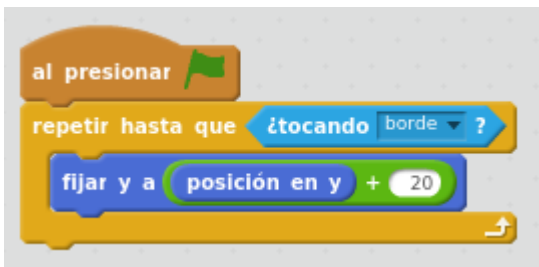 al presionar
repetir hasta que ¿tocando borde ?
fijar y a posición en y + 20